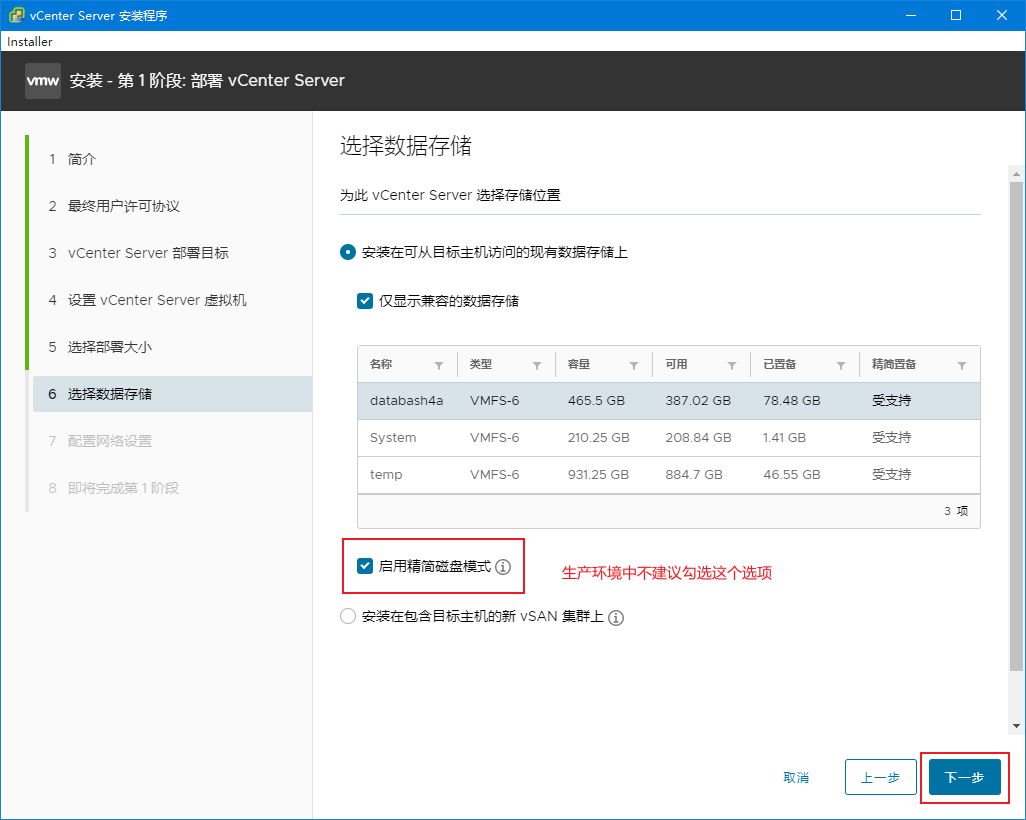 vCenter Server 安装程序
Installer
vmw 安装 - 第 1 阶段: 部署 vCenter Server
1 简介
2 最终用户许可协议
3 vCenter Server 部署目标
4 设置 vCenter Server 虚拟机
5 选择部署大小
6 选择数据存储
7 配置网络设置
8 即将完成第 1 阶段
选择数据存储
为此 vCenter Server 选择存储位置
安装在可从目标主机访问的现有数据存储上
仅显示兼容的数据存储
名称 类型 容量 可用 已置备 精简置备
databash4a VMFS-6 465.5 GB 387.02 GB 78.48 GB 受支持
System VMFS-6 210.25 GB 208.84 GB 1.41 GB 受支持
temp VMFS-6 931.25 GB 884.7 GB 46.55 GB 受支持
3 项
启用精简磁盘模式 生产环境中不建议勾选这个选项
安装在包含目标主机的新 vSAN 集群上
取消 上一步 下一步